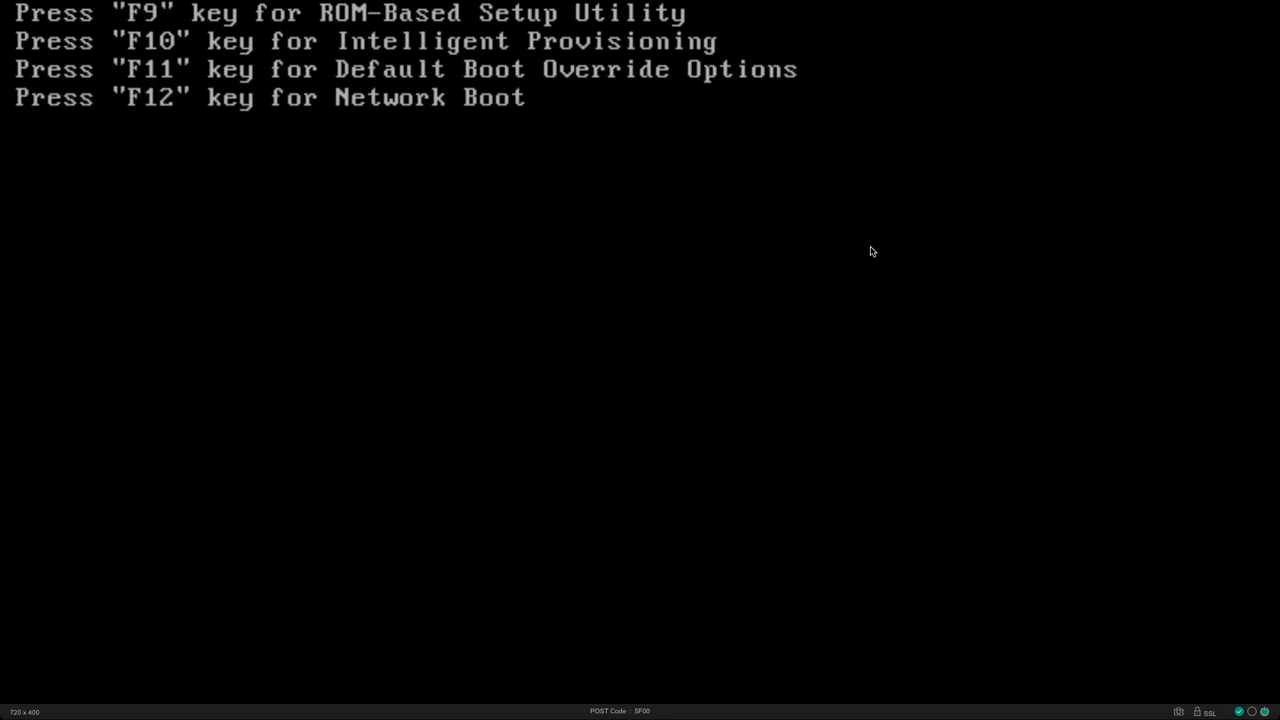 Press "F9" key for ROM-Based Setup Utility
Press "F10" key for Intelligent Provisioning
Press "F11" key for Default Boot Override Options
Press "F12" key for Network Boot
720 x 400
POST Code : 5F00
SSL